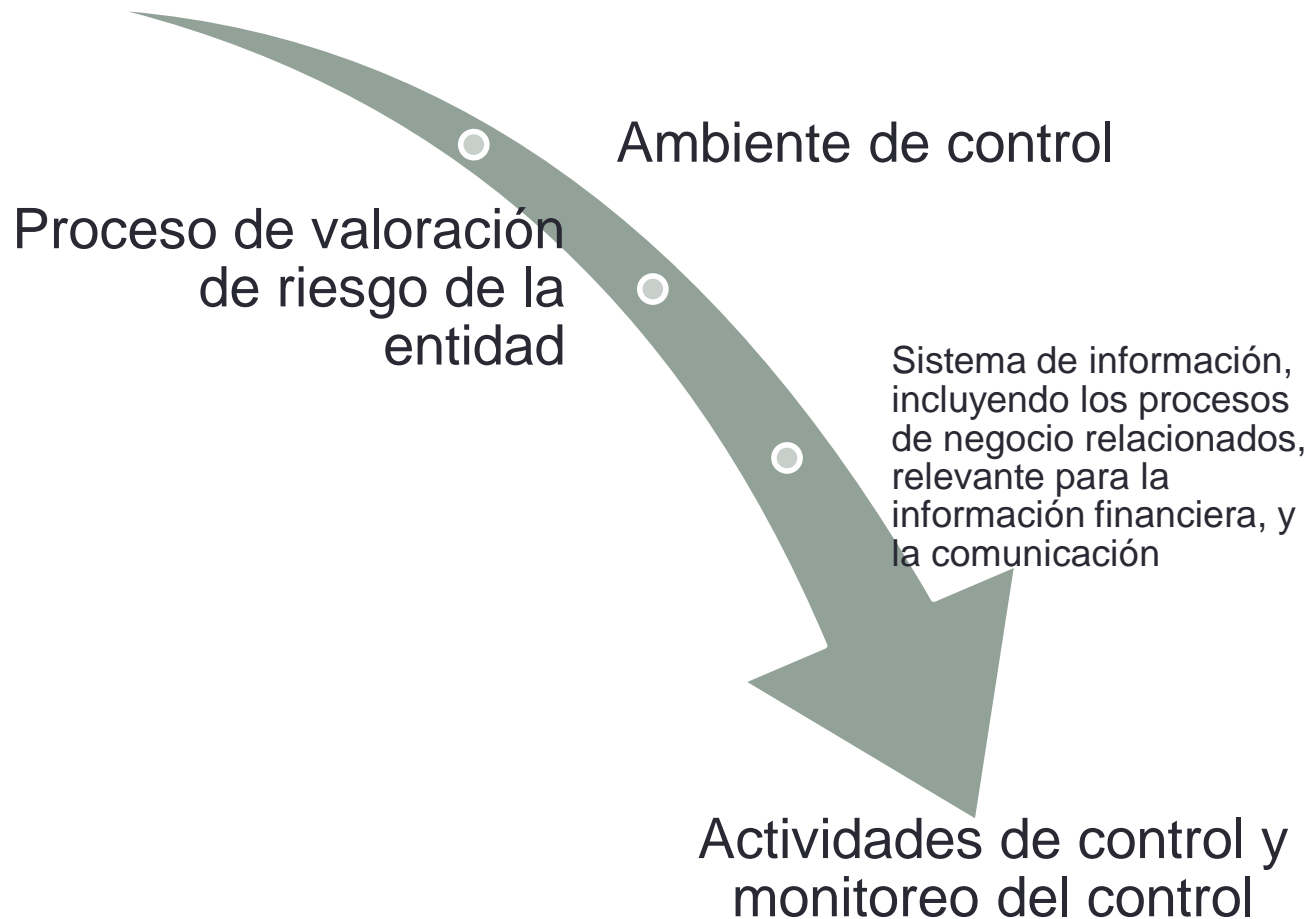 Ambiente de control
Proceso de valoración
de riesgo de la
entidad
Sistema de información,
incluyendo los procesos
de negocio relacionados,
relevante para la
información financiera, y
la comunicación
Actividades de control y
monitoreo del control